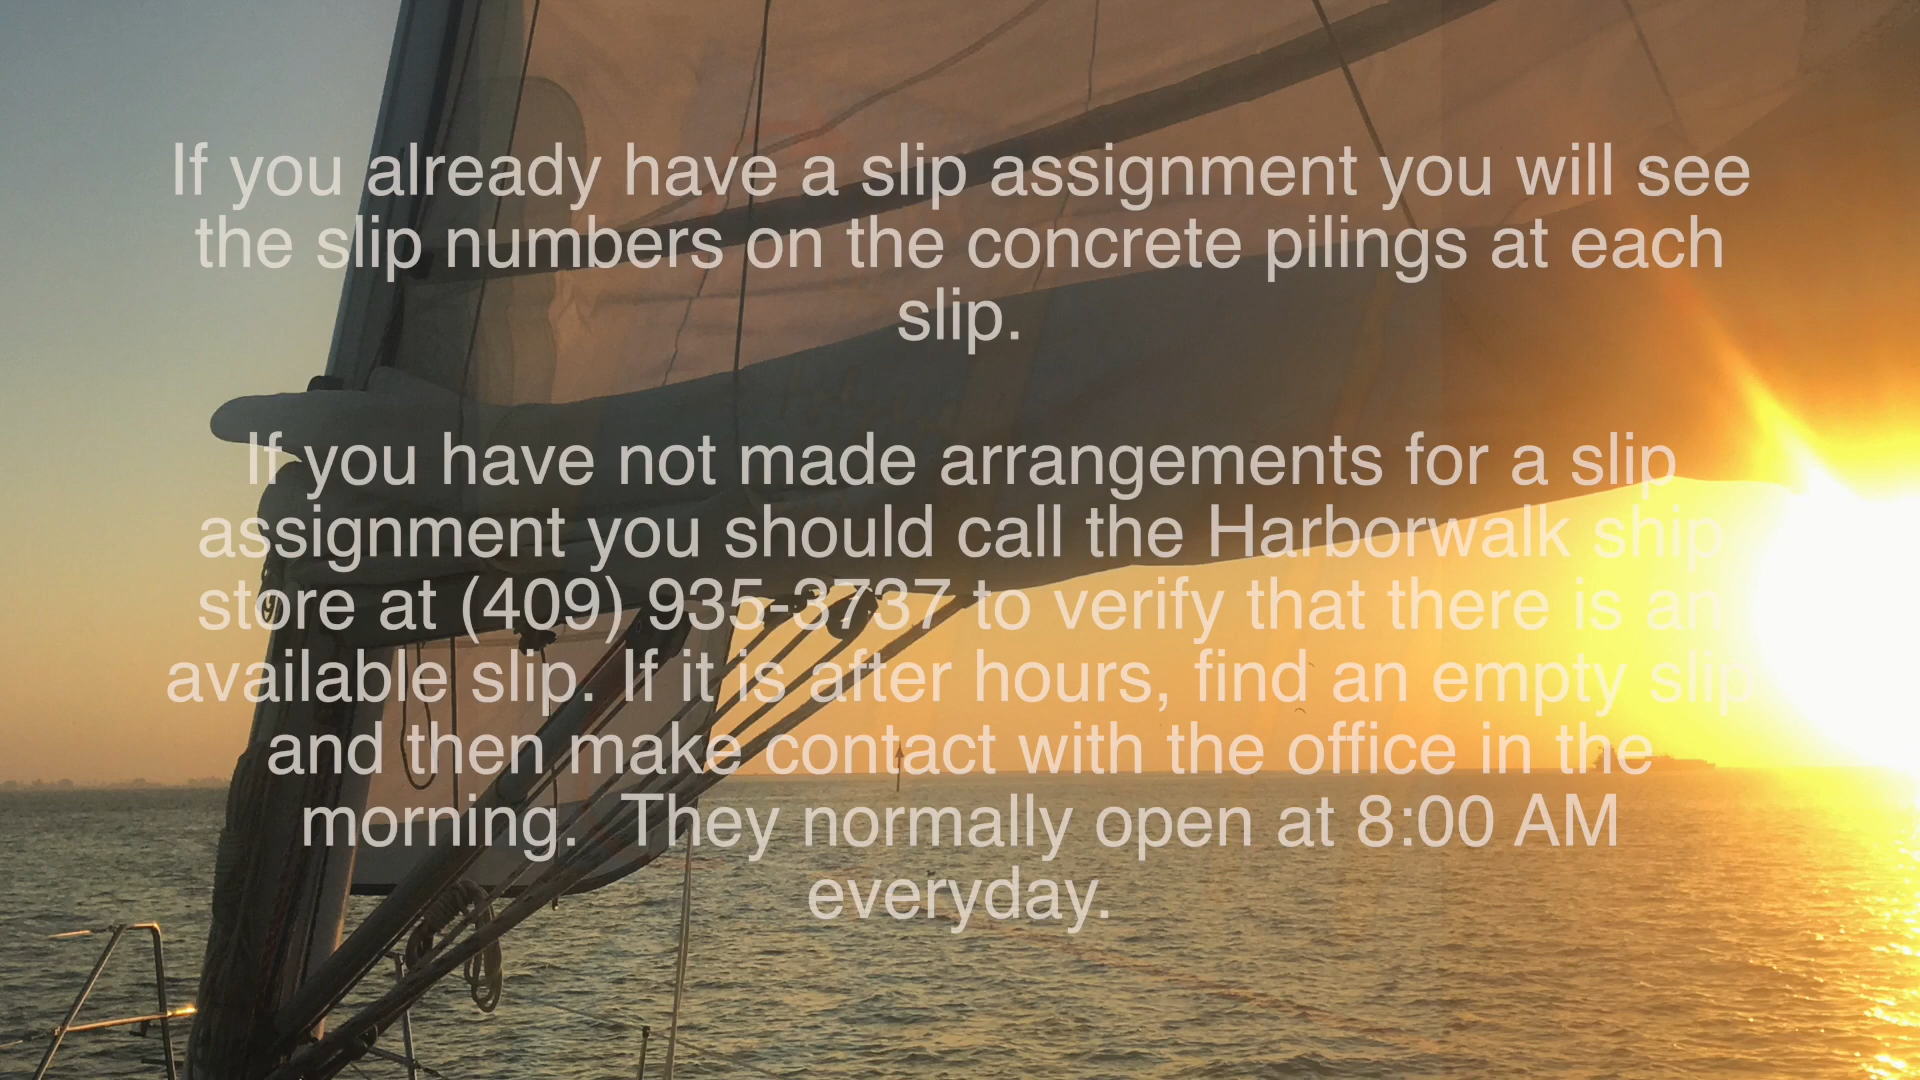 If you already have a slip assignment you will see
the slip numbers on the concrete pilings at each
slip.
If you have not made arrangements for a slip
assignment you should call the Harborwalk ship
store at (409) 935-3737 to verify that there is an
available slip. If it is after hours, find an empty slip
and then make contact with the office in the
morning.  They normally open at 8:00 AM
everyday.